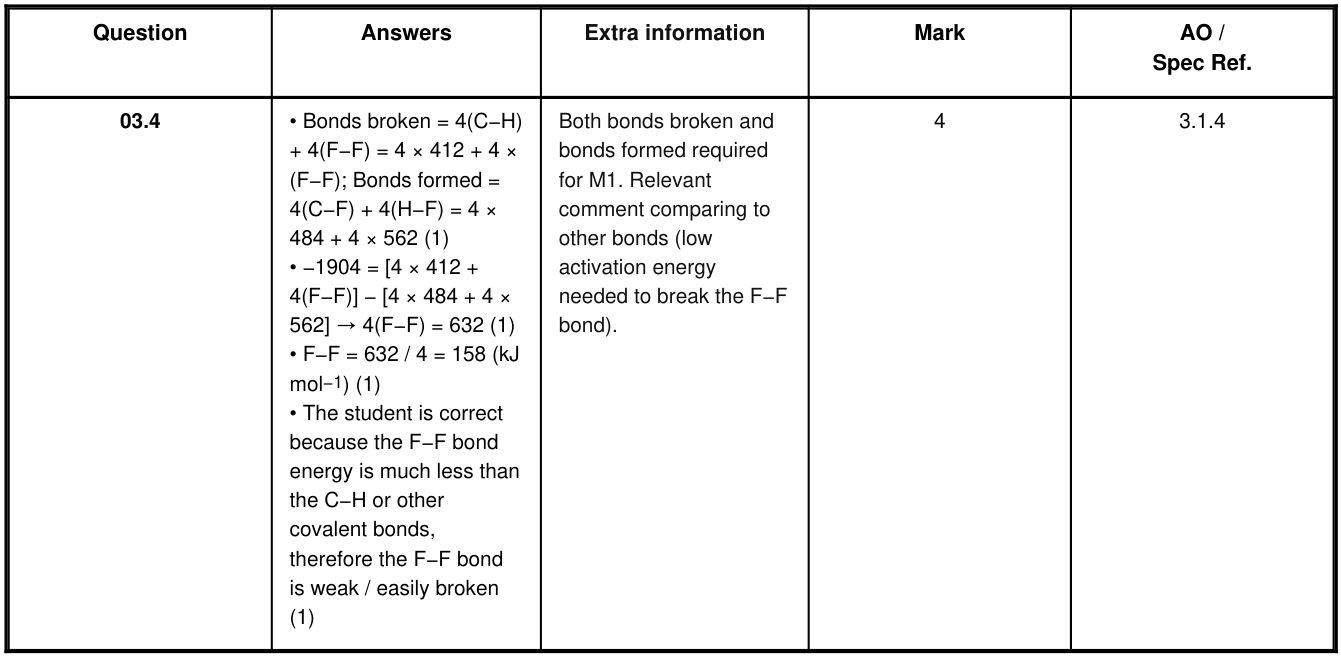 Question
Answers
Extra information
Mark
AO /
Spec Ref.
03.4
• Bonds broken = 4(C−H)
+ 4(F−F) = 4 × 412 + 4 ×
(F−F); Bonds formed =
4(C−F) + 4(H−F) = 4 ×
484 + 4 × 562 (1)
• −1904 = [4 × 412 +
4(F−F)] − [4 × 484 + 4 ×
562] → 4(F−F) = 632 (1)
• F−F = 632 / 4 = 158 (kJ
mol−1) (1)
• The student is correct
because the F−F bond
energy is much less than
the C−H or other
covalent bonds,
therefore the F−F bond
is weak / easily broken
(1)
Both bonds broken and
bonds formed required
for M1. Relevant
comment comparing to
other bonds (low
activation energy
needed to break the F−F
bond).
4
3.1.4